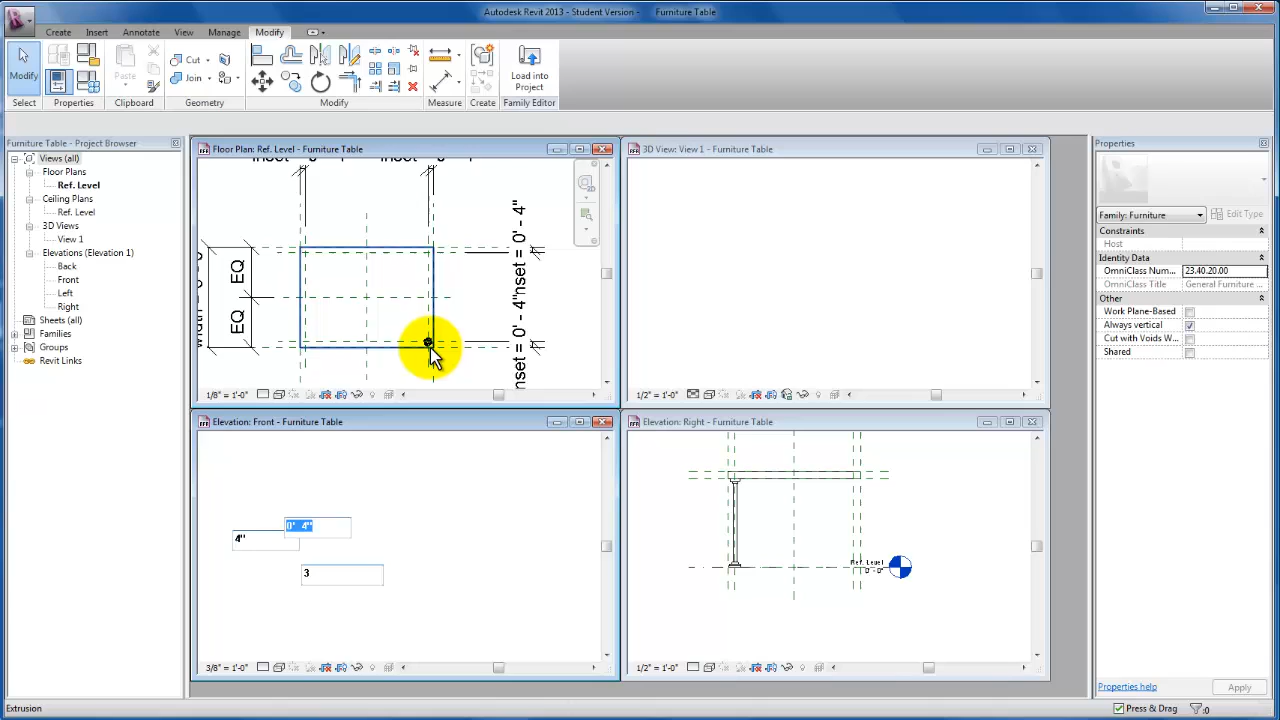 Autodesk Revit 2013 - Student Version - Furniture Table
Create Insert Annotate View Manage Modify
Modify Paste Cut Join Load into Project
Select Properties Clipboard Geometry Modify Measure Create Family Editor
Furniture Table - Project Browser
Views (all)
Floor Plans
Ref. Level
Ceiling Plans
Ref. Level
3D Views
View 1
Elevations (Elevation 1)
Back
Front
Left
Right
Sheets (all)
Families
Groups
Revit Links
Floor Plan: Ref. Level - Furniture Table
EQ
EQ
nset = 0' - 4"
nset = 0' - 4"
1/8" = 1'-0"
3D View: View 1 - Furniture Table
1/2" = 1'-0"
Elevation: Front - Furniture Table
0' 4"
4"
3
3/8" = 1'-0"
Elevation: Right - Furniture Table
Ref. Level
0' - 0"
1/2" = 1'-0"
Properties
Family: Furniture
Edit Type
Constraints
Host
Identity Data
OmniClass Num... 23.40.20.00
OmniClass Title General Furniture ...
Other
Work Plane-Based
Always vertical
Cut with Voids W...
Shared
Properties help
Apply
Extrusion
Press & Drag
:0